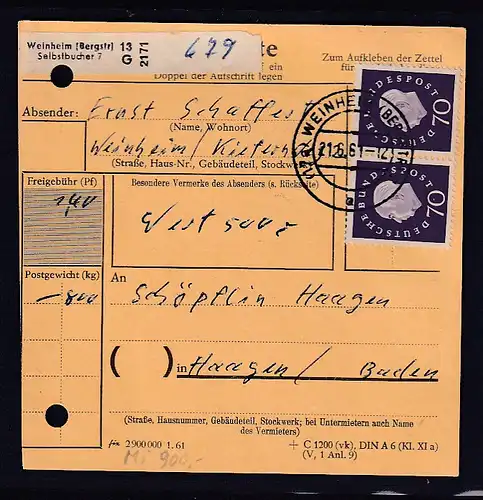 Weinheim (Bergstr) 13
Selbstbucher 7 G 2171
679
te
Zum Aufkleben der Zettel
f ein
Doppel der Aufschrift legen
Absender: Ernst
(Name, Wohnort)
Weinheim /
(Straße, Haus-Nr., Gebäudeteil, Stockwerk
WEINHEIM (BER
21.6.61-12
a
DEUTSCHE BUNDESPOST
70
DEUTSCHE BUNDESPOST
70
Freigebühr (Pf)
140
Besondere Vermerke des Absenders (s. Rückseite)
Wert 500,-
Postgewicht (kg)
-800
An
Schöpflin Haagen
( ) in Haagen / Baden
(Straße, Hausnummer, Gebäudeteil, Stockwerk; bei Untermietern auch Name
des Vermieters)
2900000 1.61
+ C 1200 (vk), DIN A 6 (Kl. XI a)
(V, 1 Anl. 9)
Mi 900,-